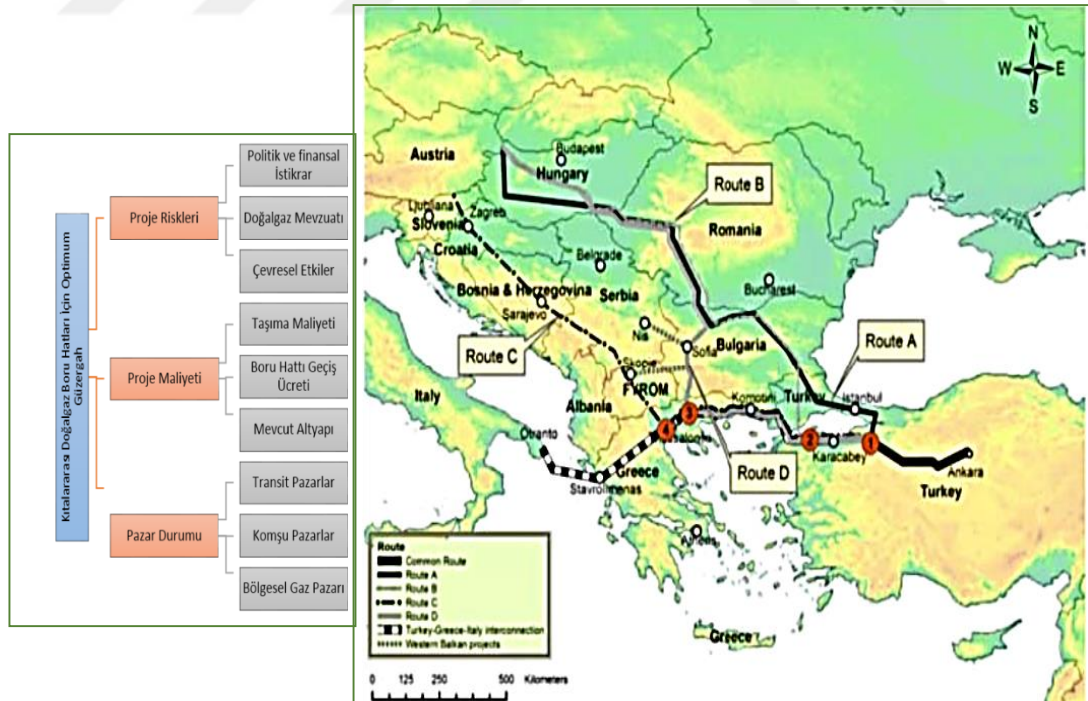 Kıtalararası Doğalgaz Boru Hatları İçin Optimum
Güzergah
Proje Riskleri
Politik ve finansal
İstikrar
Doğalgaz Mevzuatı
Çevresel Etkiler
Proje Maliyeti
Taşıma Maliyeti
Boru Hattı Geçiş
Ücreti
Mevcut Altyapı
Pazar Durumu
Transit Pazarlar
Komşu Pazarlar
Bölgesel Gaz Pazarı
N
W
E
S
Austria
Budapest
Hungary
Route B
Ljubljana
Slovenia
Zagreb
Croatia
Romania
Belgrade
Bosnia & Herzegovina
Serbia
Bucharest
Sarajevo
Nis
Sofia
Bulgaria
Route A
Route C
Skopje
FYROM
Italy
Albania
Komotini
Turkey
Istanbul
3
4
2
1
Otranto
Karacabey
Greece
Route D
Ankara
Stavrolimenas
Turkey
Athens
Route
Common Route
Route A
Route B
Route C
Route D
Turkey-Greece-Italy interconnection
Western Balkan projects
Greece
0 125 250 500 Kilometers